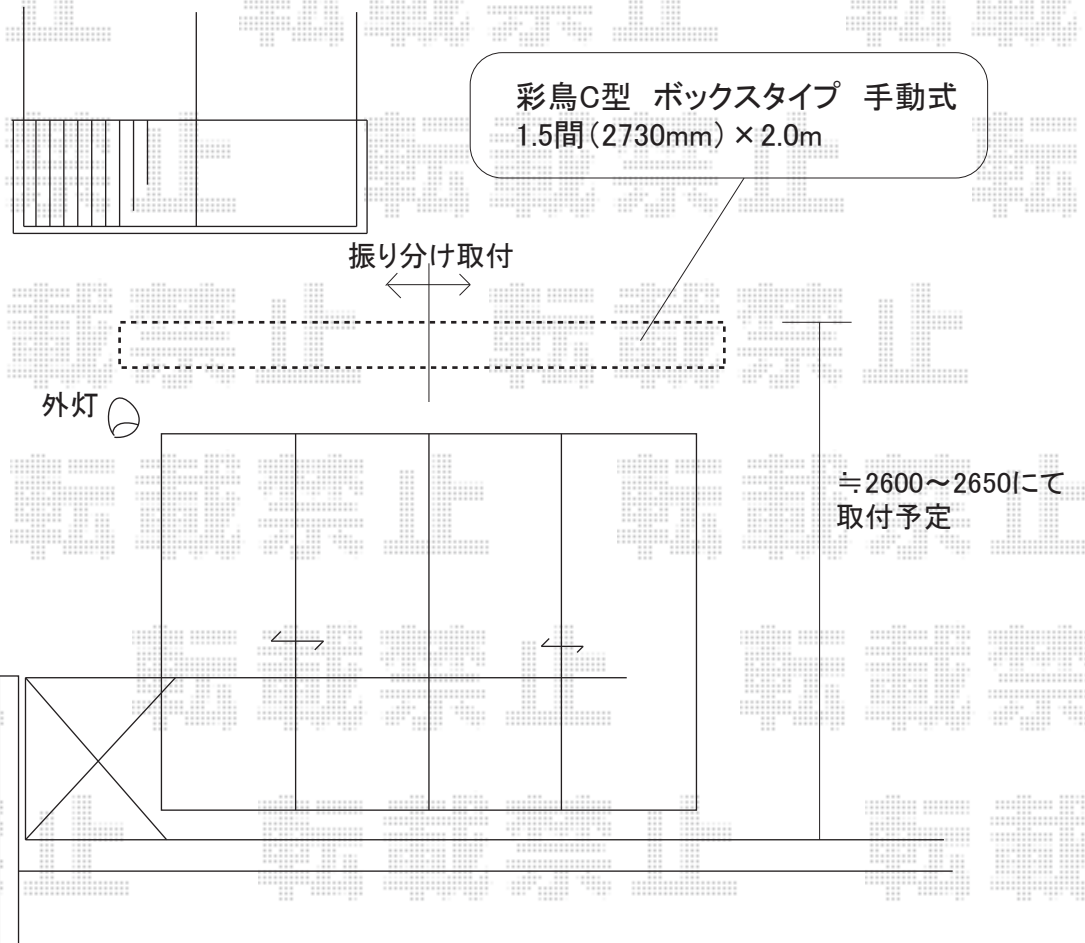 彩鳥C型 ボックスタイプ 手動式
1.5間(2730mm)×2.0m
振り分け取付
外灯
≒2600～2650にて
取付予定
転載禁止